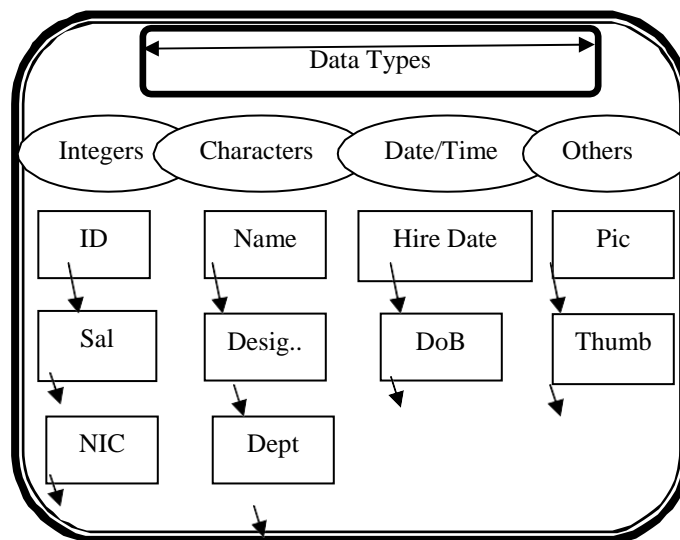 Data Types
Integers Characters Date/Time Others
ID Name Hire Date Pic
Sal Desig.. DoB Thumb
NIC Dept